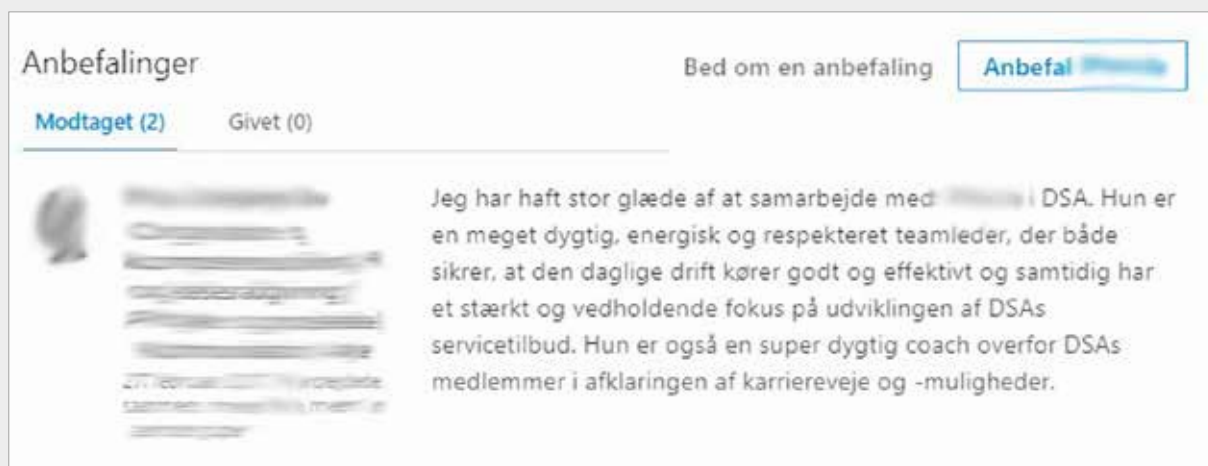 Anbefalinger
Bed om en anbefaling
Anbefal
Modtaget (2)
Givet (0)
Jeg har haft stor glæde af at samarbejde med i DSA. Hun er
en meget dygtig, energisk og respekteret teamleder, der både
sikrer, at den daglige drift kører godt og effektivt og samtidig har
et stærkt og vedholdende fokus på udviklingen af DSAs
servicetilbud. Hun er også en super dygtig coach overfor DSAs
medlemmer i afklaringen af karriereveje og -muligheder.